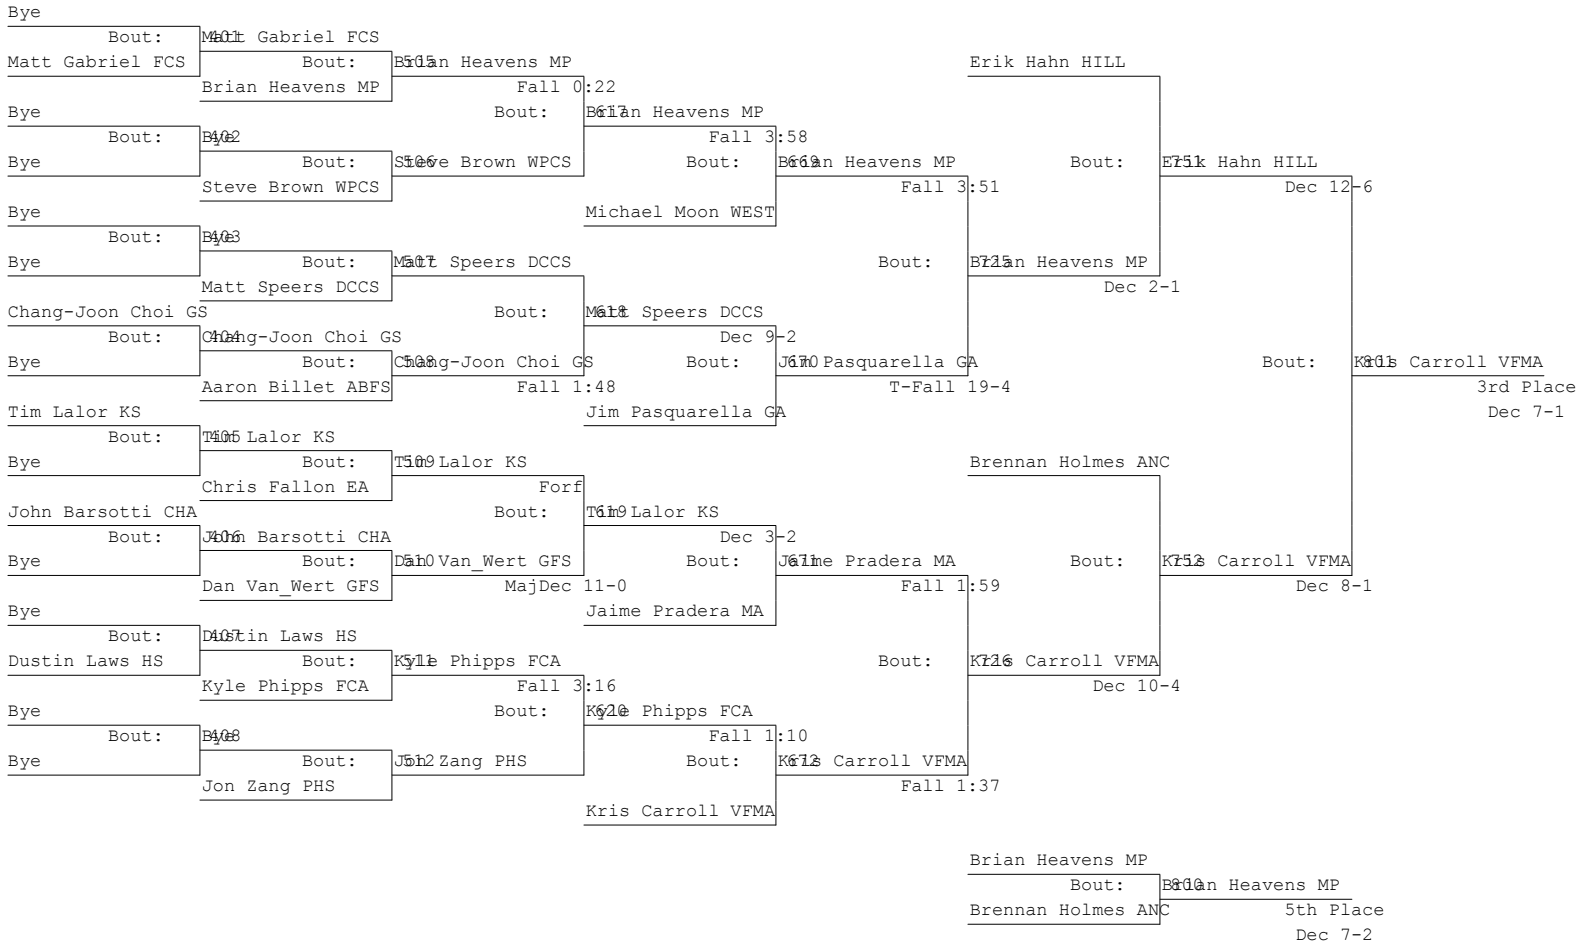 Bye
Bout: 401 Matt Gabriel FCS
Matt Gabriel FCS Bout: 505 Brian Heavens MP Erik Hahn HILL
Brian Heavens MP Fall 0:22
Bye Bout: 617 Brian Heavens MP
Bout: 402 Bye Fall 3:58
Bye Bout: 506 Steve Brown WPCS Bout: 669 Brian Heavens MP Bout: 751 Erik Hahn HILL
Steve Brown WPCS Fall 3:51 Dec 12-6
Bye Michael Moon WEST
Bout: 403 Bye
Bye Bout: 507 Matt Speers DCCS Bout: 725 Brian Heavens MP
Matt Speers DCCS Dec 2-1
Chang-Joon Choi GS Bout: 618 Matt Speers DCCS
Bout: 404 Chang-Joon Choi GS Dec 9-2
Bye Bout: 508 Chang-Joon Choi GS Bout: 670 Jim Pasquarella GA Bout: 801 Kris Carroll VFMA
Aaron Billet ABFS Fall 1:48 T-Fall 19-4 3rd Place
Tim Lalor KS Jim Pasquarella GA Dec 7-1
Bout: 405 Tim Lalor KS
Bye Bout: 509 Tim Lalor KS Brennan Holmes ANC
Chris Fallon EA Forf
John Barsotti CHA Bout: 619 Tim Lalor KS
Bout: 406 John Barsotti CHA Dec 3-2
Bye Bout: 510 Dan Van_Wert GFS Bout: 671 Jaime Pradera MA Bout: 752 Kris Carroll VFMA
Dan Van_Wert GFS MajDec 11-0 Fall 1:59 Dec 8-1
Bye Jaime Pradera MA
Bout: 407 Dustin Laws HS
Dustin Laws HS Bout: 511 Kyle Phipps FCA Bout: 726 Kris Carroll VFMA
Kyle Phipps FCA Fall 3:16 Dec 10-4
Bye Bout: 620 Kyle Phipps FCA
Bout: 408 Bye Fall 1:10
Bye Bout: 512 Jon Zang PHS Bout: 672 Kris Carroll VFMA
Jon Zang PHS Fall 1:37
Kris Carroll VFMA
Brian Heavens MP
Bout: 800 Brian Heavens MP
Brennan Holmes ANC 5th Place
Dec 7-2